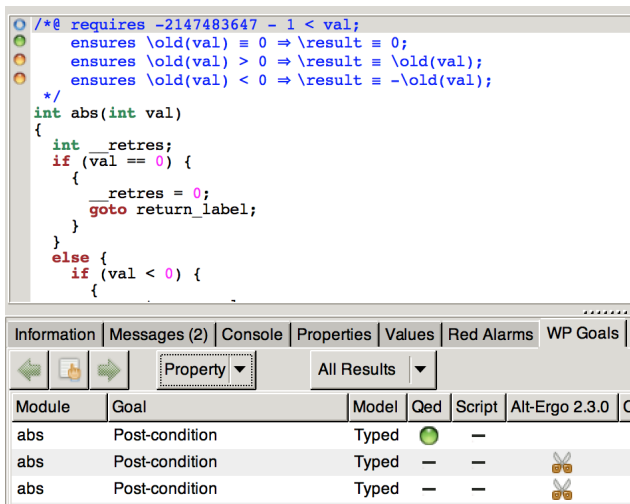 /*@ requires -2147483647 - 1 < val;
ensures \old(val) ≡ 0 ⇒ \result ≡ 0;
ensures \old(val) > 0 ⇒ \result ≡ \old(val);
ensures \old(val) < 0 ⇒ \result ≡ -\old(val);
*/
int abs(int val)
{
int __retres;
if (val == 0) {
{
__retres = 0;
goto return_label;
}
}
else {
if (val < 0) {
{
Information Messages (2) Console Properties Values Red Alarms WP Goals
Property All Results
Module Goal Model Qed Script Alt-Ergo 2.3.0
abs Post-condition Typed —
abs Post-condition Typed — —
abs Post-condition Typed — —